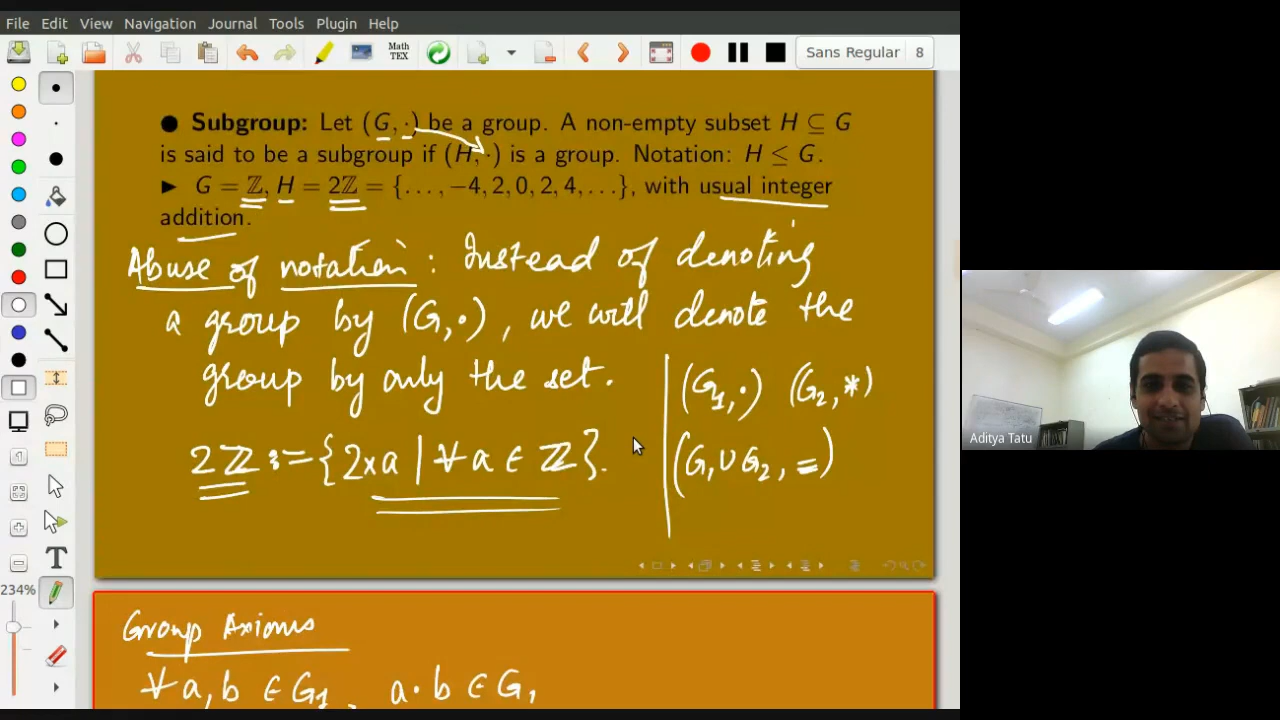 File Edit View Navigation Journal Tools Plugin Help
Math TEX Sans Regular 8
● Subgroup: Let (G, ·) be a group. A non-empty subset H ⊆ G
is said to be a subgroup if (H, ·) is a group. Notation: H ≤ G.
► G = ℤ, H = 2ℤ = {. . . , −4, 2, 0, 2, 4, . . .}, with usual integer
addition.
Abuse of notation : Instead of denoting
a group by (G, ·), we will denote the
group by only the set.
2ℤ := {2×a | ∀ a ∈ ℤ}.
(G₁, ·) (G₂, *)
(G₁ ∪ G₂, =)
Group Axioms
∀ a, b ∈ G₁, a · b ∈ G₁
234%
Aditya Tatu